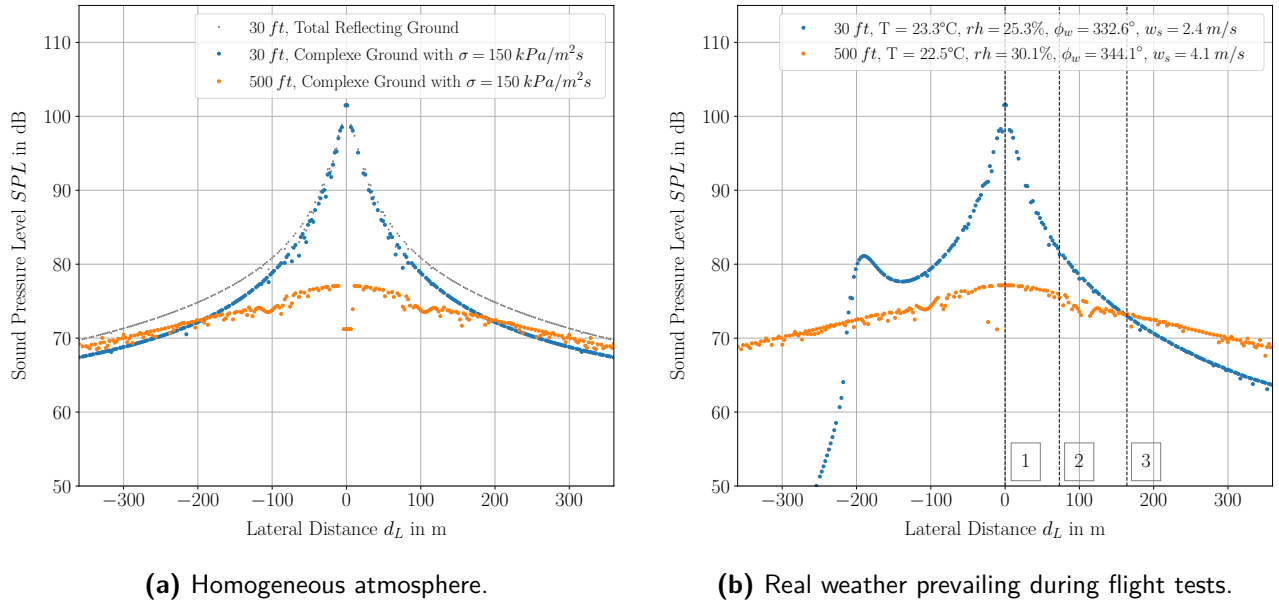 30 ft, Total Reflecting Ground
30 ft, Complexe Ground with σ = 150 kPa/m²s
500 ft, Complexe Ground with σ = 150 kPa/m²s
110
100
90
80
70
60
50
Sound Pressure Level SPL in dB
−300 −200 −100 0 100 200 300
Lateral Distance d_L in m
(a) Homogeneous atmosphere.
30 ft, T = 23.3°C, rh = 25.3%, ϕ_w = 332.6°, w_s = 2.4 m/s
500 ft, T = 22.5°C, rh = 30.1%, ϕ_w = 344.1°, w_s = 4.1 m/s
110
100
90
80
70
60
50
Sound Pressure Level SPL in dB
1 2 3
−300 −200 −100 0 100 200 300
Lateral Distance d_L in m
(b) Real weather prevailing during flight tests.